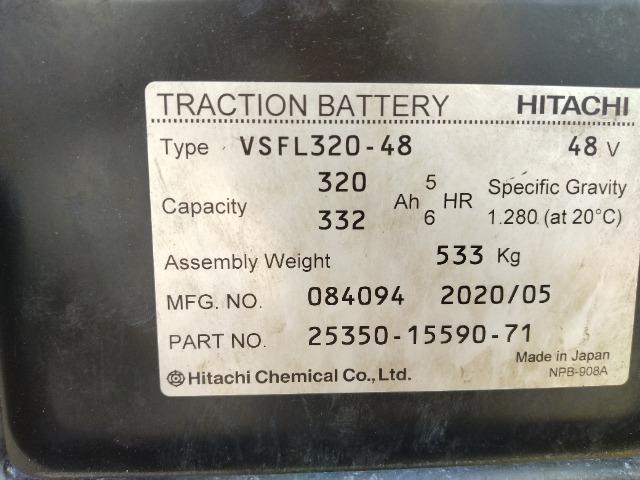 TRACTION BATTERY HITACHI
Type VSFL320-48 48 V
Capacity 320 Ah 5 HR Specific Gravity
332 6 1.280 (at 20°C)
Assembly Weight 533 Kg
MFG. NO. 084094 2020/05
PART NO. 25350-15590-71
Made in Japan
Hitachi Chemical Co., Ltd. NPB-908A